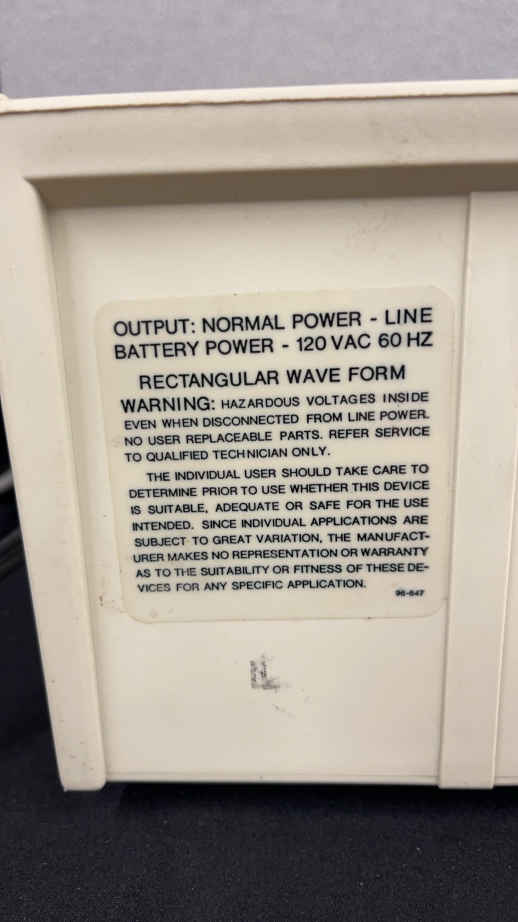 OUTPUT: NORMAL POWER - LINE
BATTERY POWER - 120 VAC 60 HZ
RECTANGULAR WAVE FORM
WARNING: HAZARDOUS VOLTAGES INSIDE
EVEN WHEN DISCONNECTED FROM LINE POWER.
NO USER REPLACEABLE PARTS. REFER SERVICE
TO QUALIFIED TECHNICIAN ONLY.
THE INDIVIDUAL USER SHOULD TAKE CARE TO
DETERMINE PRIOR TO USE WHETHER THIS DEVICE
IS SUITABLE, ADEQUATE OR SAFE FOR THE USE
INTENDED. SINCE INDIVIDUAL APPLICATIONS ARE
SUBJECT TO GREAT VARIATION, THE MANUFACT-
URER MAKES NO REPRESENTATION OR WARRANTY
AS TO THE SUITABILITY OR FITNESS OF THESE DE-
VICES FOR ANY SPECIFIC APPLICATION.
96-647